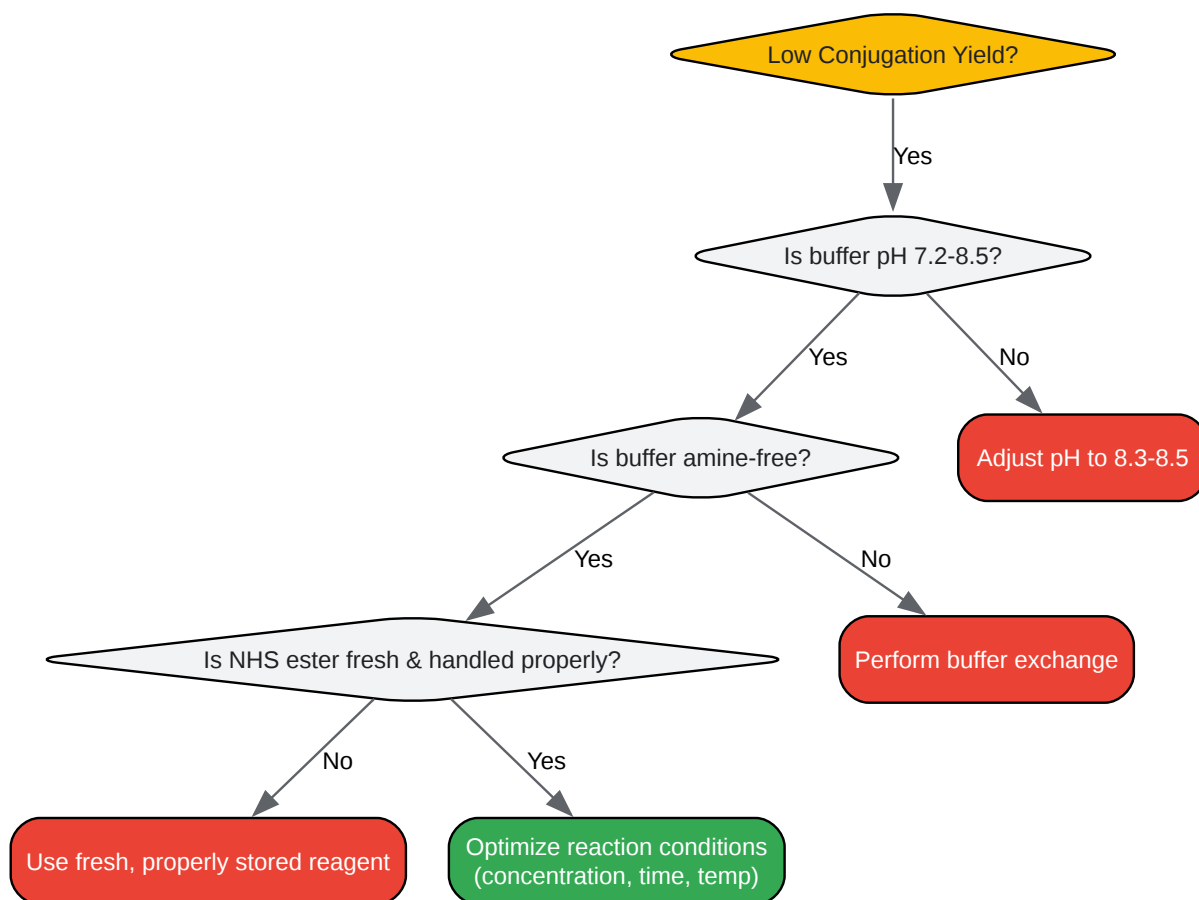 Low Conjugation Yield?
Yes
Is buffer pH 7.2-8.5?
Yes
No
Is buffer amine-free?
Adjust pH to 8.3-8.5
Yes
No
Is NHS ester fresh & handled properly?
Perform buffer exchange
No
Yes
Use fresh, properly stored reagent
Optimize reaction conditions
(concentration, time, temp)